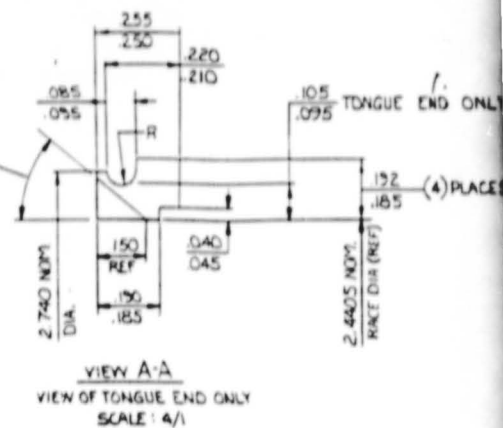 .255
.250
.220
.210
.085
.095
R
.105
.095
TONGUE END ONLY
.192
.185
(4) PLACES
.150
REF
.040
.045
.190
.185
2.740 NOM.
DIA.
2.4405 NOM.
RACE DIA (REF)
VIEW A-A
VIEW OF TONGUE END ONLY
SCALE: 4/1